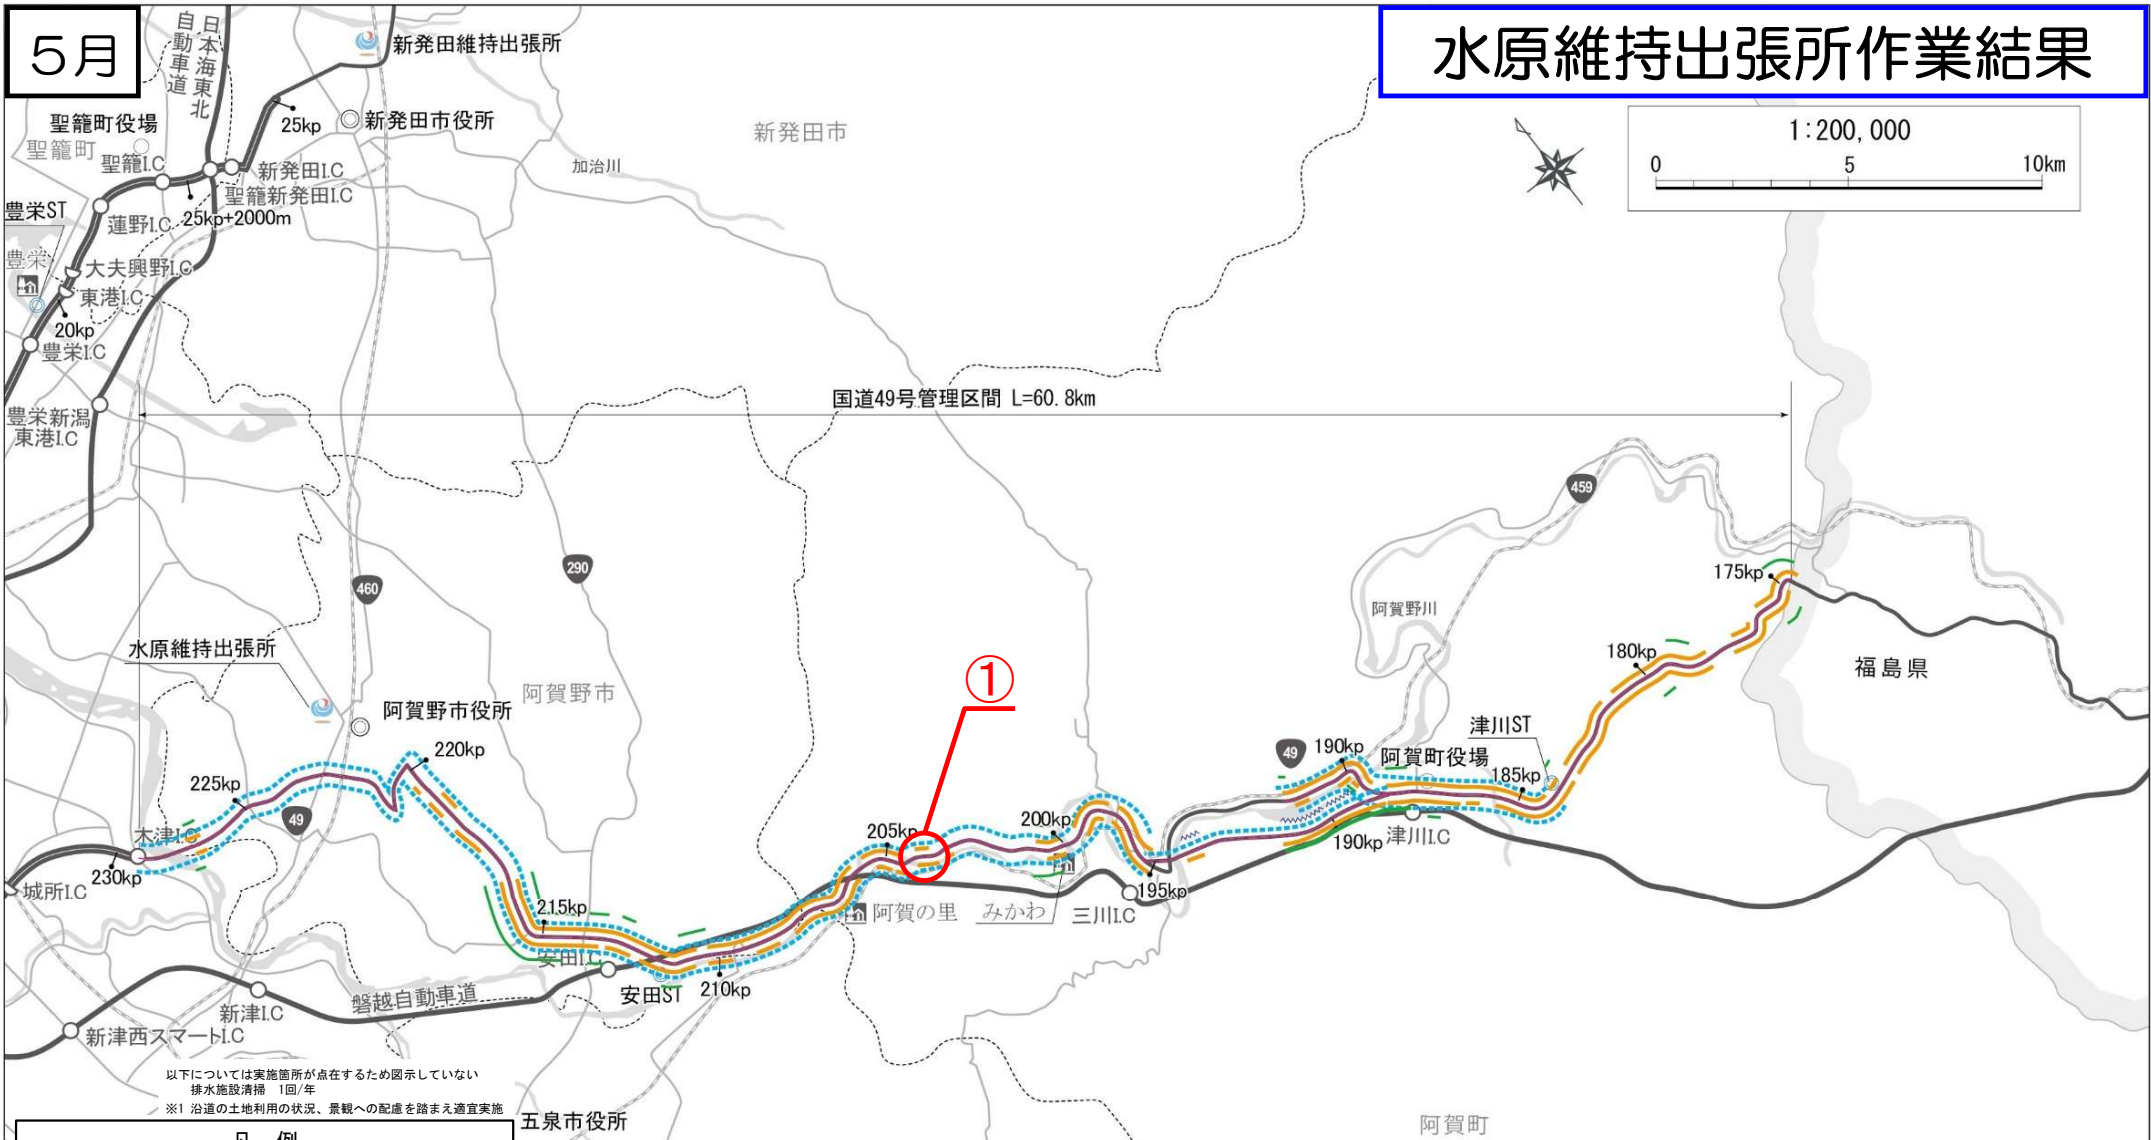 5月
水原維持出張所作業結果
1:200,000
0 5 10km
日本海東北
自動車道
新発田維持出張所
25kp
新発田市役所
聖籠町役場
聖籠町
聖籠I.C
新発田I.C
聖籠新発田I.C
新発田市
加治川
豊栄ST
蓮野I.C
25kp+2000m
豊栄
大夫興野I.C
東港I.C
20kp
豊栄I.C
豊栄新潟
東港I.C
国道49号管理区間 L=60.8km
459
290
460
175kp
阿賀野川
水原維持出張所
180kp
福島県
①
阿賀野市
阿賀野市役所
津川ST
220kp
49
190kp
阿賀町役場
185kp
225kp
49
木津I.C
205kp
200kp
190kp
津川I.C
230kp
城所I.C
195kp
215kp
阿賀の里
みかわ
三川I.C
安田I.C
安田ST
210kp
磐越自動車道
新津I.C
新津西スマートI.C
以下については実施箇所が点在するため図示していない
排水施設清掃 1回/年
※1 沿道の土地利用の状況、景観への配慮を踏まえ適宜実施
五泉市役所
阿賀町
凡 例